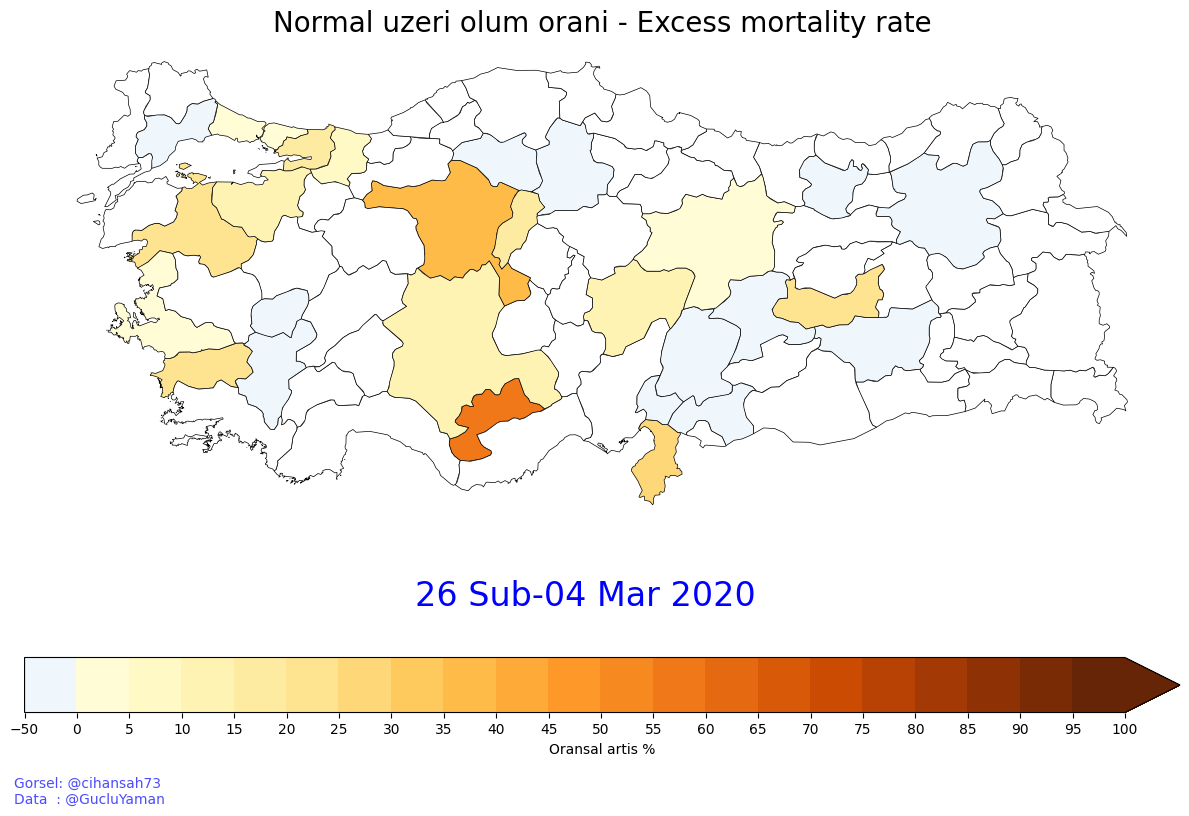 Normal uzeri olum orani - Excess mortality rate
26 Sub-04 Mar 2020
−50 0 5 10 15 20 25 30 35 40 45 50 55 60 65 70 75 80 85 90 95 100
Oransal artis %
Gorsel: @cihansah73
Data  : @GucluYaman